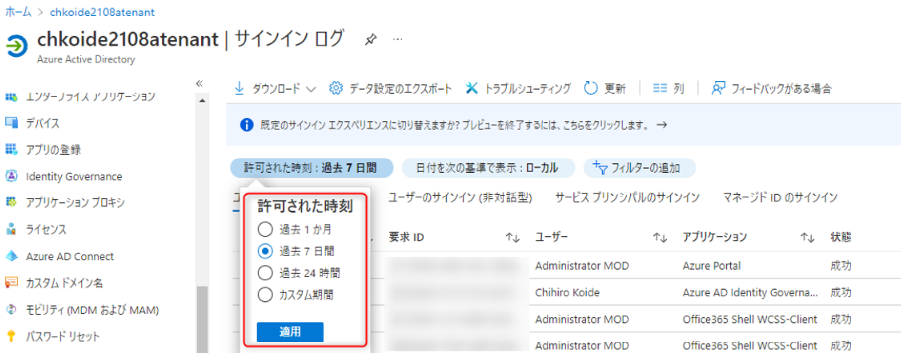 ホーム > chkoide2108atenant >
chkoide2108atenant | サインイン ログ ...
Azure Active Directory
エンタープライズ アプリケーション
デバイス
アプリの登録
Identity Governance
アプリケーション プロキシ
ライセンス
Azure AD Connect
カスタム ドメイン名
モビリティ (MDM および MAM)
パスワード リセット
ダウンロード データ設定のエクスポート トラブルシューティング 更新 列 フィードバックがある場合
既定のサインイン エクスペリエンスに切り替えますか? プレビューを終了するには、こちらをクリックします。 →
許可された時刻 : 過去 7 日間 日付を次の基準で表示 : ローカル フィルターの追加
ユーザーのサインイン (非対話型) サービス プリンシパルのサインイン マネージド ID のサインイン
許可された時刻
過去 1 か月
過去 7 日間
過去 24 時間
カスタム期間
適用
要求 ID ↑↓ ユーザー ↑↓ アプリケーション ↑↓ 状態
Administrator MOD Azure Portal 成功
Chihiro Koide Azure AD Identity Governa... 成功
Administrator MOD Office365 Shell WCSS-Client 成功
Administrator MOD Office365 Shell WCSS-Client 成功